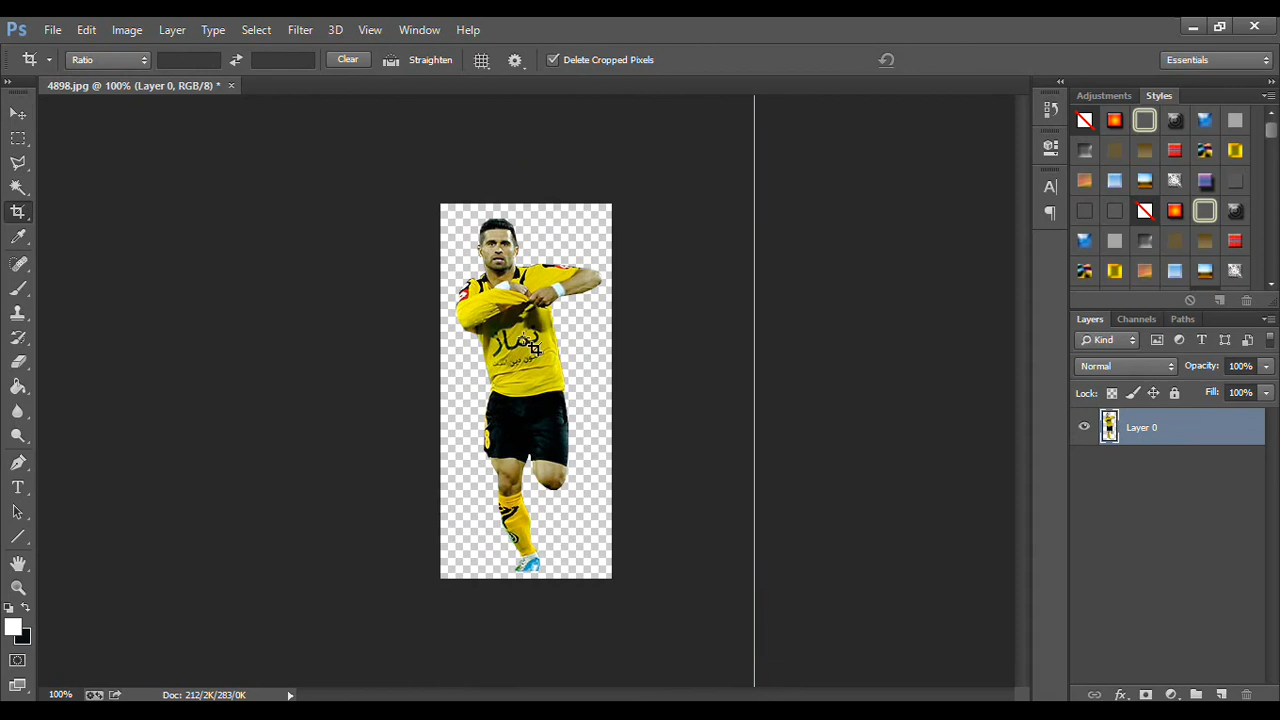 Ps File Edit Image Layer Type Select Filter 3D View Window Help
Ratio Clear Straighten Delete Cropped Pixels Essentials
4898.jpg @ 100% (Layer 0, RGB/8) *
Adjustments Styles
Layers Channels Paths
Kind
Normal Opacity: 100%
Lock: Fill: 100%
Layer 0
100% Doc: 212/2K/283/0K